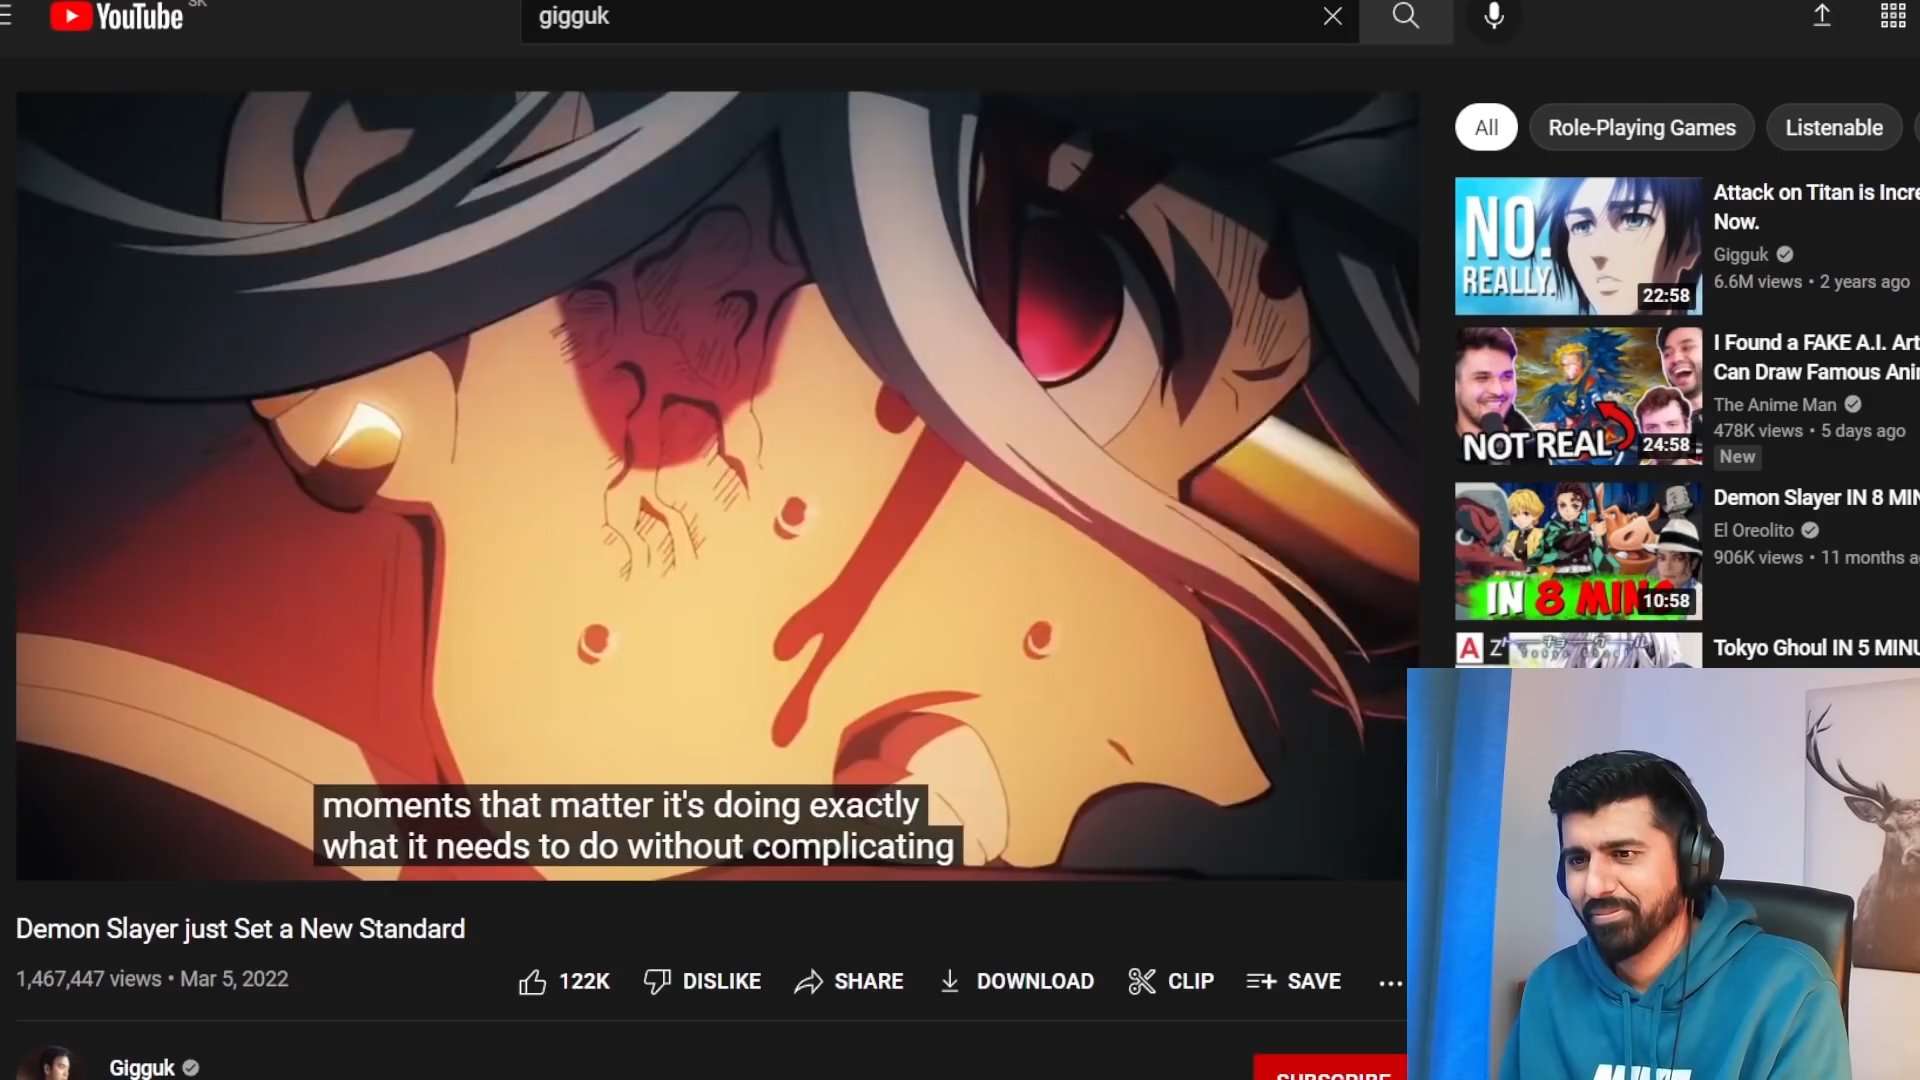 YouTube SK
gigguk
All
Role-Playing Games
Listenable
NO.
REALLY.
22:58
Attack on Titan is Incre
Now.
Gigguk
6.6M views • 2 years ago
NOT REAL
24:58
I Found a FAKE A.I. Art
Can Draw Famous Ani
The Anime Man
478K views • 5 days ago
New
IN 8 MIN
10:58
Demon Slayer IN 8 MIN
El Oreolito
906K views • 11 months a
A Z
Tokyo Ghoul IN 5 MINU
moments that matter it's doing exactly
what it needs to do without complicating
Demon Slayer just Set a New Standard
1,467,447 views • Mar 5, 2022
122K
DISLIKE
SHARE
DOWNLOAD
CLIP
SAVE
Gigguk
SUBSCRIBE